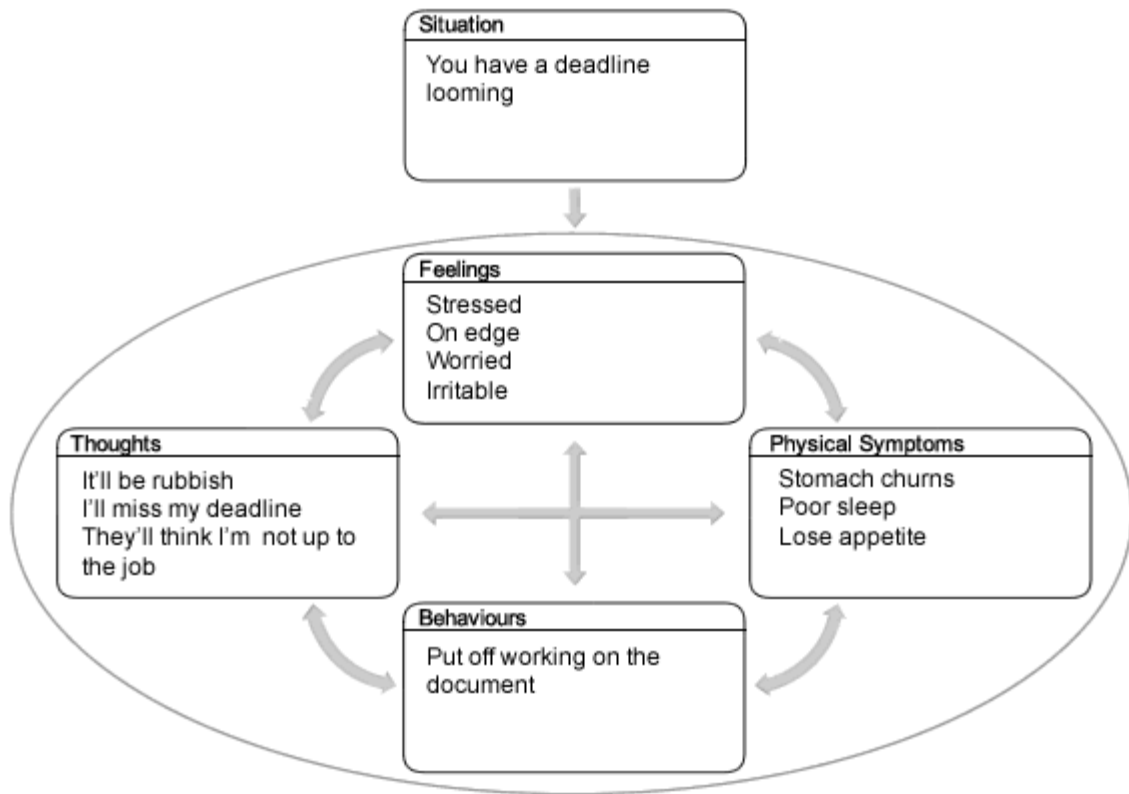 Situation
You have a deadline
looming
Feelings
Stressed
On edge
Worried
Irritable
Thoughts
It'll be rubbish
I'll miss my deadline
They'll think I'm  not up to
the job
Physical Symptoms
Stomach churns
Poor sleep
Lose appetite
Behaviours
Put off working on the
document